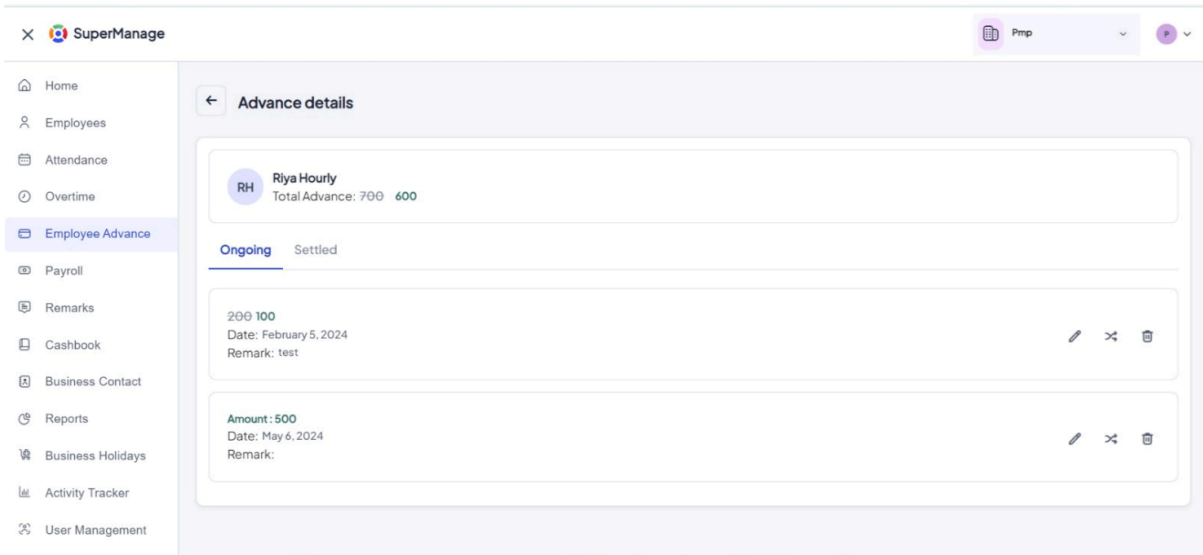 SuperManage
Pmp
P
Home
Employees
Attendance
Overtime
Employee Advance
Payroll
Remarks
Cashbook
Business Contact
Reports
Business Holidays
Activity Tracker
User Management
Advance details
RH
Riya Hourly
Total Advance: 700 600
Ongoing Settled
200 100
Date: February 5, 2024
Remark: test
Amount : 500
Date: May 6, 2024
Remark: